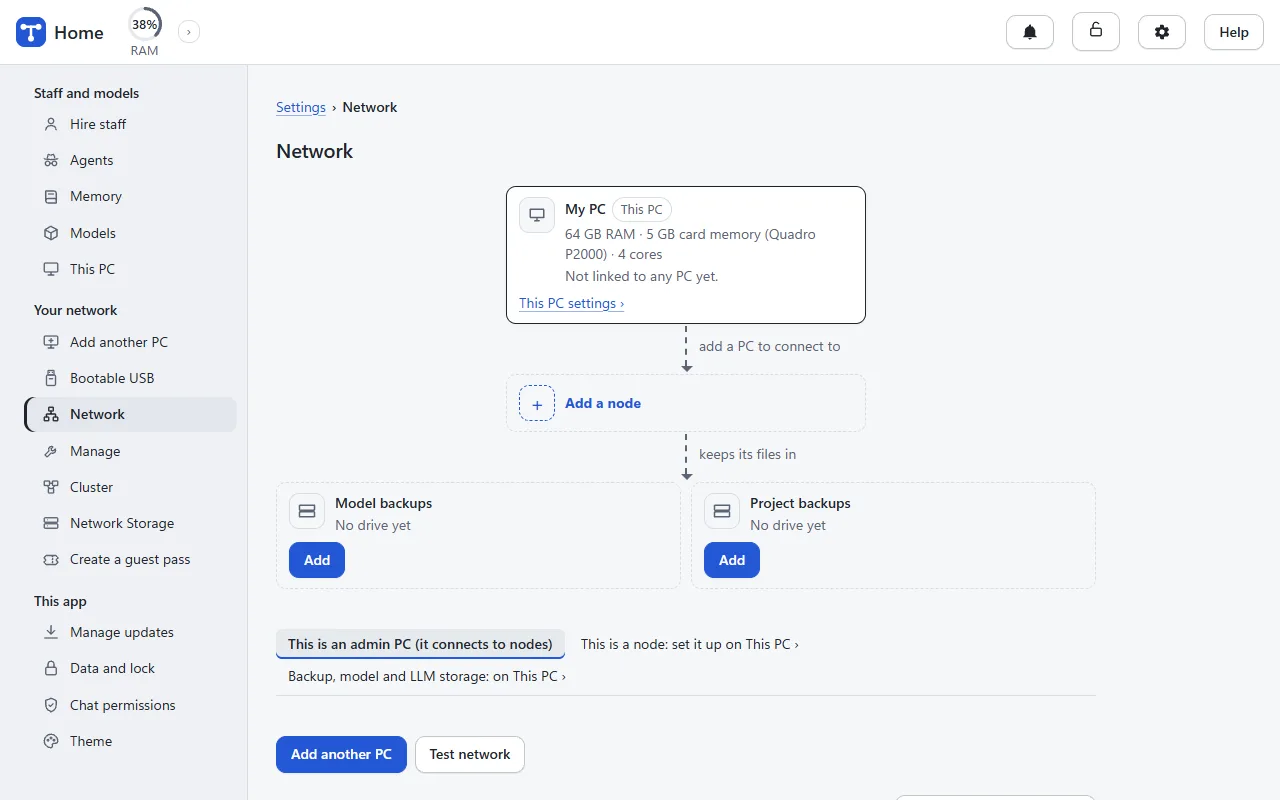 Home
38%
RAM
Help
Staff and models
Hire staff
Agents
Memory
Models
This PC
Your network
Add another PC
Bootable USB
Network
Manage
Cluster
Network Storage
Create a guest pass
This app
Manage updates
Data and lock
Chat permissions
Theme
Settings › Network
Network
My PC This PC
64 GB RAM · 5 GB card memory (Quadro
P2000) · 4 cores
Not linked to any PC yet.
This PC settings ›
add a PC to connect to
+ Add a node
keeps its files in
Model backups
No drive yet
Add
Project backups
No drive yet
Add
This is an admin PC (it connects to nodes)
This is a node: set it up on This PC ›
Backup, model and LLM storage: on This PC ›
Add another PC
Test network